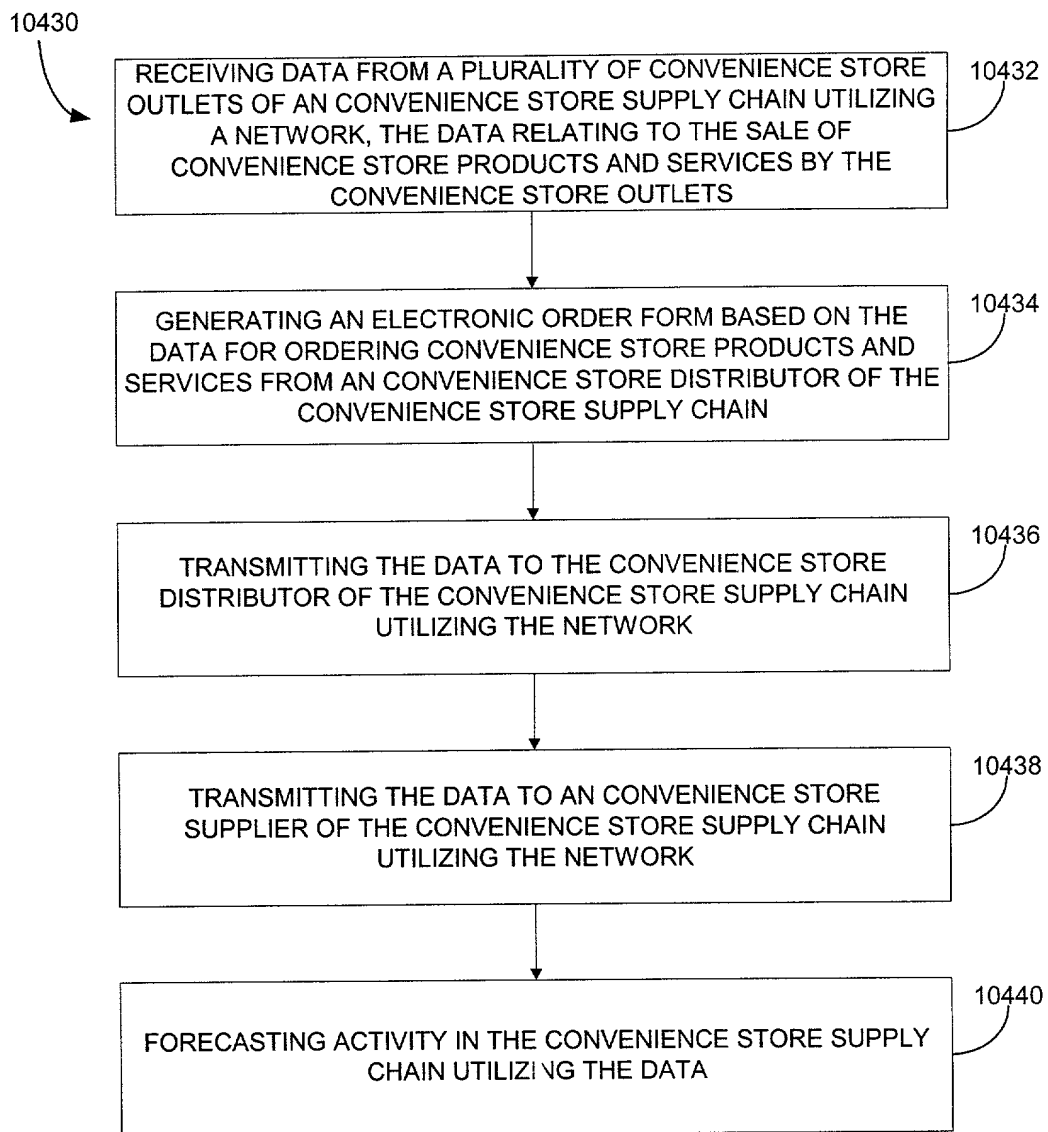 10430
RECEIVING DATA FROM A PLURALITY OF CONVENIENCE STORE
OUTLETS OF AN CONVENIENCE STORE SUPPLY CHAIN UTILIZING
A NETWORK, THE DATA RELATING TO THE SALE OF
CONVENIENCE STORE PRODUCTS AND SERVICES BY THE
CONVENIENCE STORE OUTLETS
10432
GENERATING AN ELECTRONIC ORDER FORM BASED ON THE
DATA FOR ORDERING CONVENIENCE STORE PRODUCTS AND
SERVICES FROM AN CONVENIENCE STORE DISTRIBUTOR OF THE
CONVENIENCE STORE SUPPLY CHAIN
10434
TRANSMITTING THE DATA TO THE CONVENIENCE STORE
DISTRIBUTOR OF THE CONVENIENCE STORE SUPPLY CHAIN
UTILIZING THE NETWORK
10436
TRANSMITTING THE DATA TO AN CONVENIENCE STORE
SUPPLIER OF THE CONVENIENCE STORE SUPPLY CHAIN
UTILIZING THE NETWORK
10438
FORECASTING ACTIVITY IN THE CONVENIENCE STORE SUPPLY
CHAIN UTILIZING THE DATA
10440